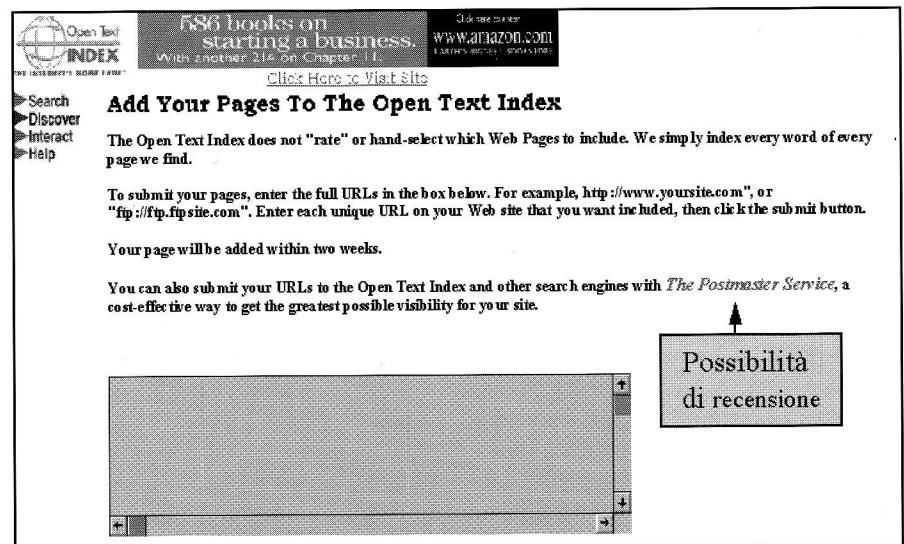 Open Text
INDEX
THE INTERNET'S HOME PAGE
586 books on
starting a business.
With another 214 on Chapter 11.
www.amazon.com
EARTH'S BIGGEST BOOKSTORE
Click Here to Visit Site
Search
Discover
Interact
Help
Add Your Pages To The Open Text Index
The Open Text Index does not "rate" or hand-select which Web Pages to include. We simply index every word of every
page we find.
To submit your pages, enter the full URLs in the box below. For example, http://www.yoursite.com", or
"ftp://ftp.ftpsite.com". Enter each unique URL on your Web site that you want included, then click the submit button.
Your page will be added within two weeks.
You can also submit your URLs to the Open Text Index and other search engines with The Postmaster Service, a
cost-effective way to get the greatest possible visibility for your site.
Possibilità
di recensione